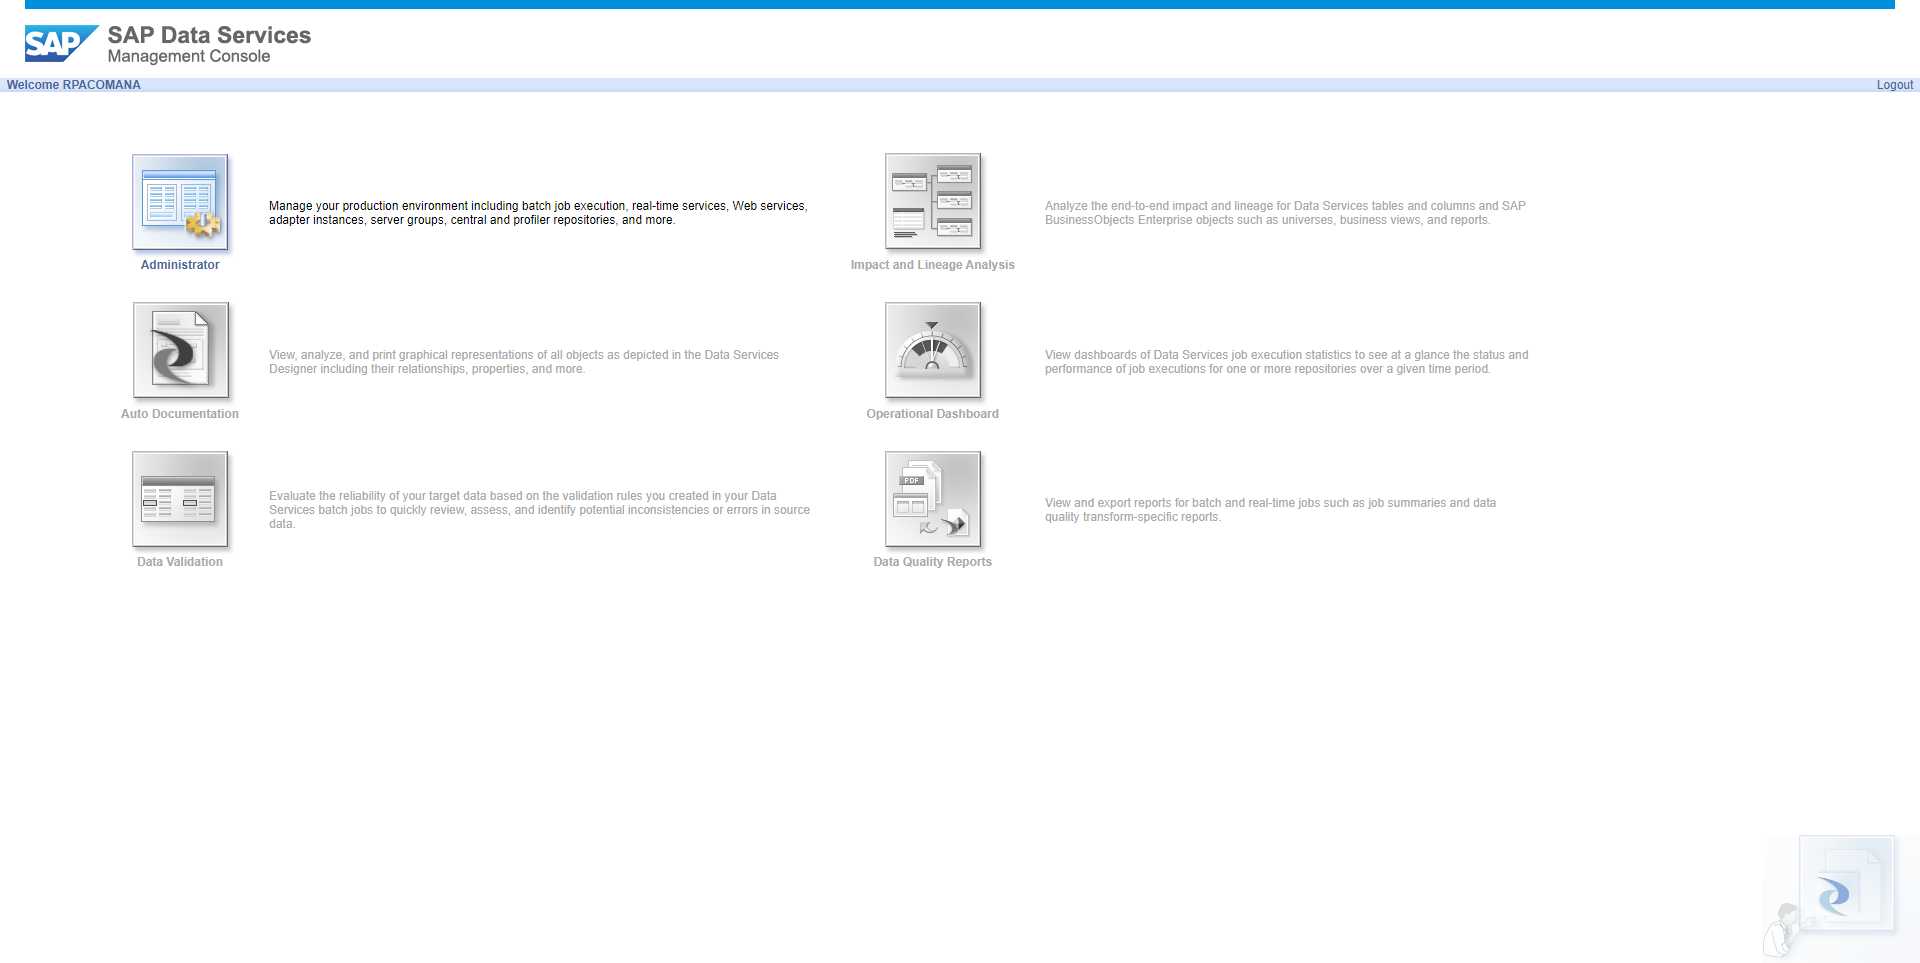 SAP
SAP Data Services
Management Console
Welcome RPACOMANA
Logout
Manage your production environment including batch job execution, real-time services, Web services,
adapter instances, server groups, central and profiler repositories, and more.
Administrator
Analyze the end-to-end impact and lineage for Data Services tables and columns and SAP
BusinessObjects Enterprise objects such as universes, business views, and reports.
Impact and Lineage Analysis
View, analyze, and print graphical representations of all objects as depicted in the Data Services
Designer including their relationships, properties, and more.
Auto Documentation
View dashboards of Data Services job execution statistics to see at a glance the status and
performance of job executions for one or more repositories over a given time period.
Operational Dashboard
Evaluate the reliability of your target data based on the validation rules you created in your Data
Services batch jobs to quickly review, assess, and identify potential inconsistencies or errors in source
data.
Data Validation
PDF
View and export reports for batch and real-time jobs such as job summaries and data
quality transform-specific reports.
Data Quality Reports